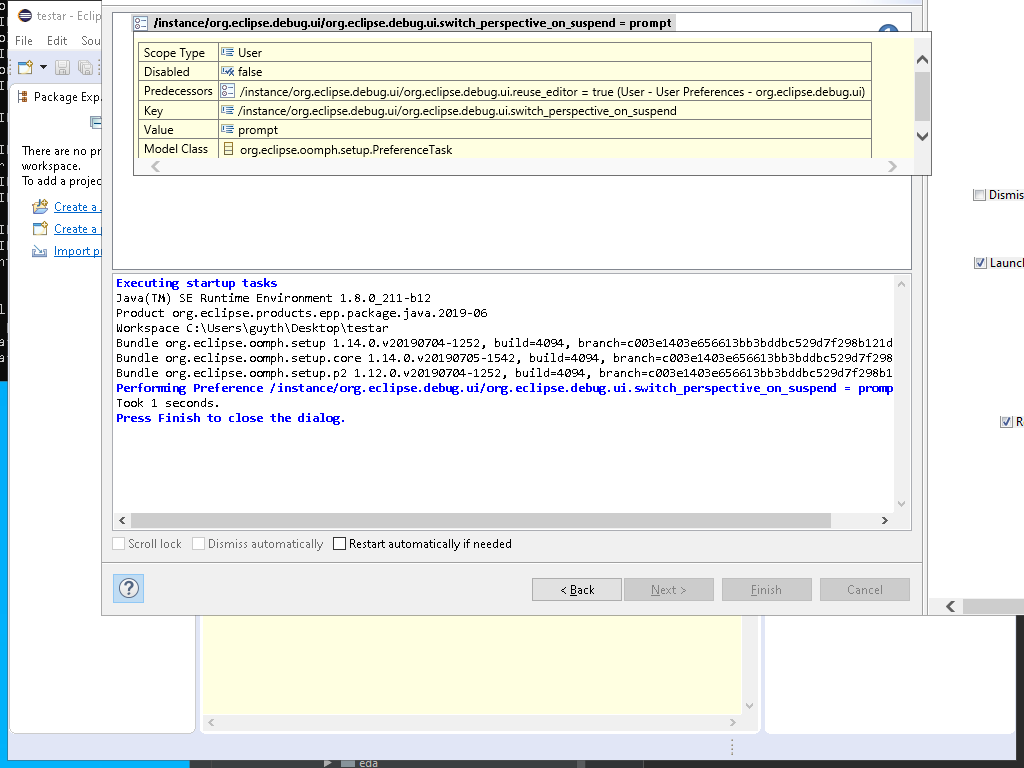 testar - Eclip
/instance/org.eclipse.debug.ui/org.eclipse.debug.ui.switch_perspective_on_suspend = prompt
File Edit Sou
Scope Type User
Disabled false
Predecessors /instance/org.eclipse.debug.ui/org.eclipse.debug.ui.reuse_editor = true (User - User Preferences - org.eclipse.debug.ui)
Key /instance/org.eclipse.debug.ui/org.eclipse.debug.ui.switch_perspective_on_suspend
Value prompt
Model Class org.eclipse.oomph.setup.PreferenceTask
Package Exp
There are no pr
workspace.
To add a projec
Create a
Create a
Import p
Dismis
Launch
Executing startup tasks
Java(TM) SE Runtime Environment 1.8.0_211-b12
Product org.eclipse.products.epp.package.java.2019-06
Workspace C:\Users\guyth\Desktop\testar
Bundle org.eclipse.oomph.setup 1.14.0.v20190704-1252, build=4094, branch=c003e1403e656613bb3bddbc529d7f298b121d
Bundle org.eclipse.oomph.setup.core 1.14.0.v20190705-1542, build=4094, branch=c003e1403e656613bb3bddbc529d7f298
Bundle org.eclipse.oomph.setup.p2 1.12.0.v20190704-1252, build=4094, branch=c003e1403e656613bb3bddbc529d7f298b1
Performing Preference /instance/org.eclipse.debug.ui/org.eclipse.debug.ui.switch_perspective_on_suspend = promp
Took 1 seconds.
Press Finish to close the dialog.
R
Scroll lock Dismiss automatically Restart automatically if needed
? < Back Next > Finish Cancel
eda